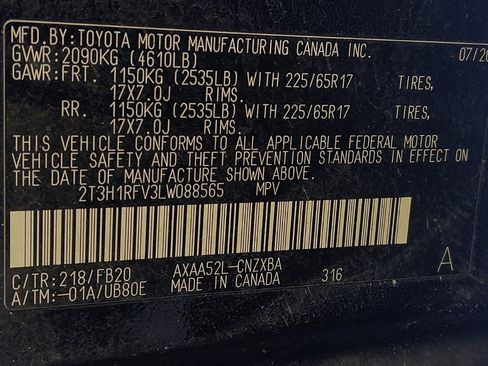 MFD.BY:TOYOTA MOTOR MANUFACTURING CANADA INC. 07/20
GVWR:2090KG (4610LB)
GAWR:FRT. 1150KG (2535LB) WITH 225/65R17 TIRES,
17X7.0J RIMS.
RR. 1150KG (2535LB) WITH 225/65R17 TIRES,
17X7.0J RIMS.
THIS VEHICLE CONFORMS TO ALL APPLICABLE FEDERAL MOTOR
VEHICLE SAFETY AND THEFT PREVENTION STANDARDS IN EFFECT ON
THE DATE OF MANUFACTURE SHOWN ABOVE.
2T3H1RFV3LW088565 MPV
C/TR:218/FB20 AXAA52L-CNZXBA 316 A
A/TM:-01A/UB80E MADE IN CANADA